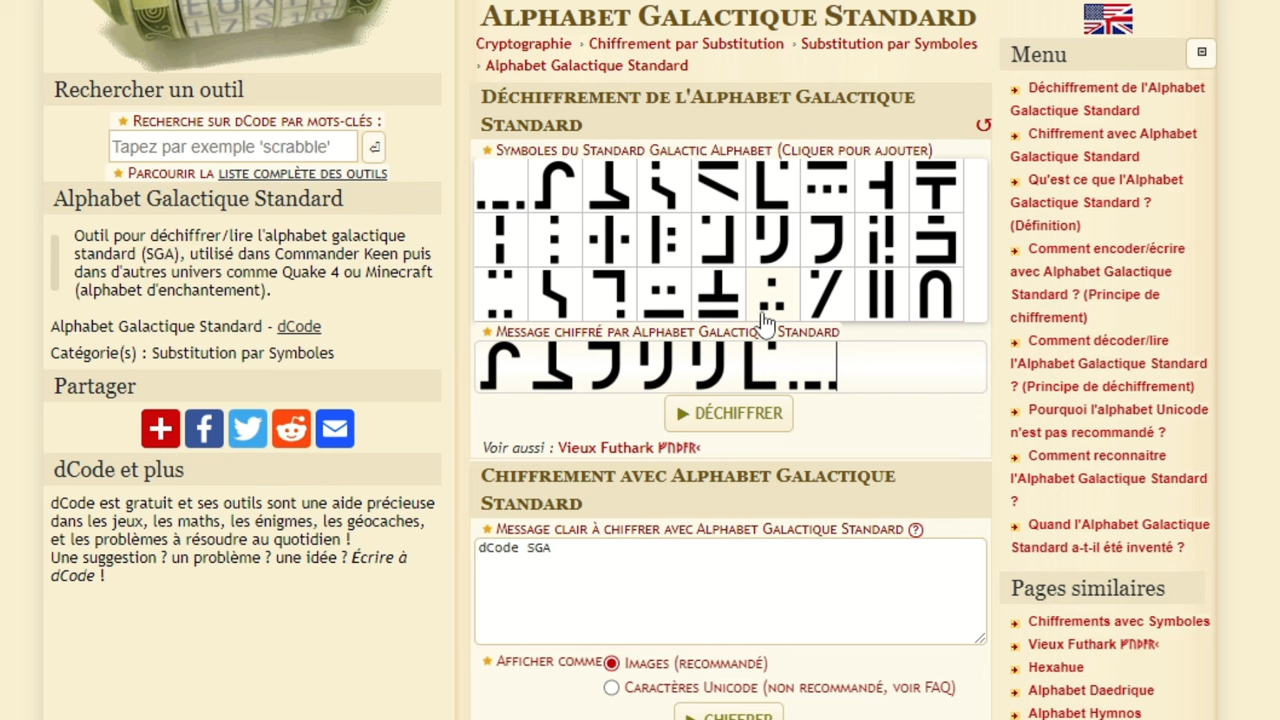 ALPHABET GALACTIQUE STANDARD
Cryptographie › Chiffrement par Substitution › Substitution par Symboles
› Alphabet Galactique Standard
Rechercher un outil
★ RECHERCHE SUR DCODE PAR MOTS-CLÉS :
Tapez par exemple 'scrabble'
★ PARCOURIR LA LISTE COMPLÈTE DES OUTILS
Alphabet Galactique Standard
Outil pour déchiffrer/lire l'alphabet galactique
standard (SGA), utilisé dans Commander Keen puis
dans d'autres univers comme Quake 4 ou Minecraft
(alphabet d'enchantement).
Alphabet Galactique Standard - dCode
Catégorie(s) : Substitution par Symboles
Partager
dCode et plus
dCode est gratuit et ses outils sont une aide précieuse
dans les jeux, les maths, les énigmes, les géocaches,
et les problèmes à résoudre au quotidien !
Une suggestion ? un problème ? une idée ? Écrire à
dCode !
DÉCHIFFREMENT DE L'ALPHABET GALACTIQUE
STANDARD
★ SYMBOLES DU STANDARD GALACTIC ALPHABET (CLIQUER POUR AJOUTER)
★ MESSAGE CHIFFRÉ PAR ALPHABET GALACTIQUE STANDARD
► DÉCHIFFRER
Voir aussi : Vieux Futhark ᚠᚢᚦᚨᚱᚲ
CHIFFREMENT AVEC ALPHABET GALACTIQUE
STANDARD
★ MESSAGE CLAIR À CHIFFRER AVEC ALPHABET GALACTIQUE STANDARD (?)
dCode SGA
★ AFFICHER COMME
IMAGES (RECOMMANDÉ)
CARACTÈRES UNICODE (NON RECOMMANDÉ, VOIR FAQ)
► CHIFFRER
Menu
Déchiffrement de l'Alphabet
Galactique Standard
Chiffrement avec Alphabet
Galactique Standard
Qu'est ce que l'Alphabet
Galactique Standard ?
(Définition)
Comment encoder/écrire
avec Alphabet Galactique
Standard ? (Principe de
chiffrement)
Comment décoder/lire
l'Alphabet Galactique Standard
? (Principe de déchiffrement)
Pourquoi l'alphabet Unicode
n'est pas recommandé ?
Comment reconnaitre
l'Alphabet Galactique Standard
?
Quand l'Alphabet Galactique
Standard a-t-il été inventé ?
Pages similaires
Chiffrements avec Symboles
Vieux Futhark ᚠᚢᚦᚨᚱᚲ
Hexahue
Alphabet Daedrique
Alphabet Hymnos